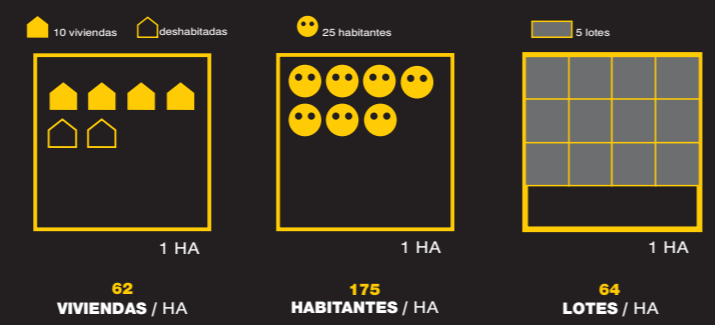 10 viviendas
deshabitadas
25 habitantes
5 lotes
1 HA
1 HA
1 HA
62
VIVIENDAS / HA
175
HABITANTES / HA
64
LOTES / HA